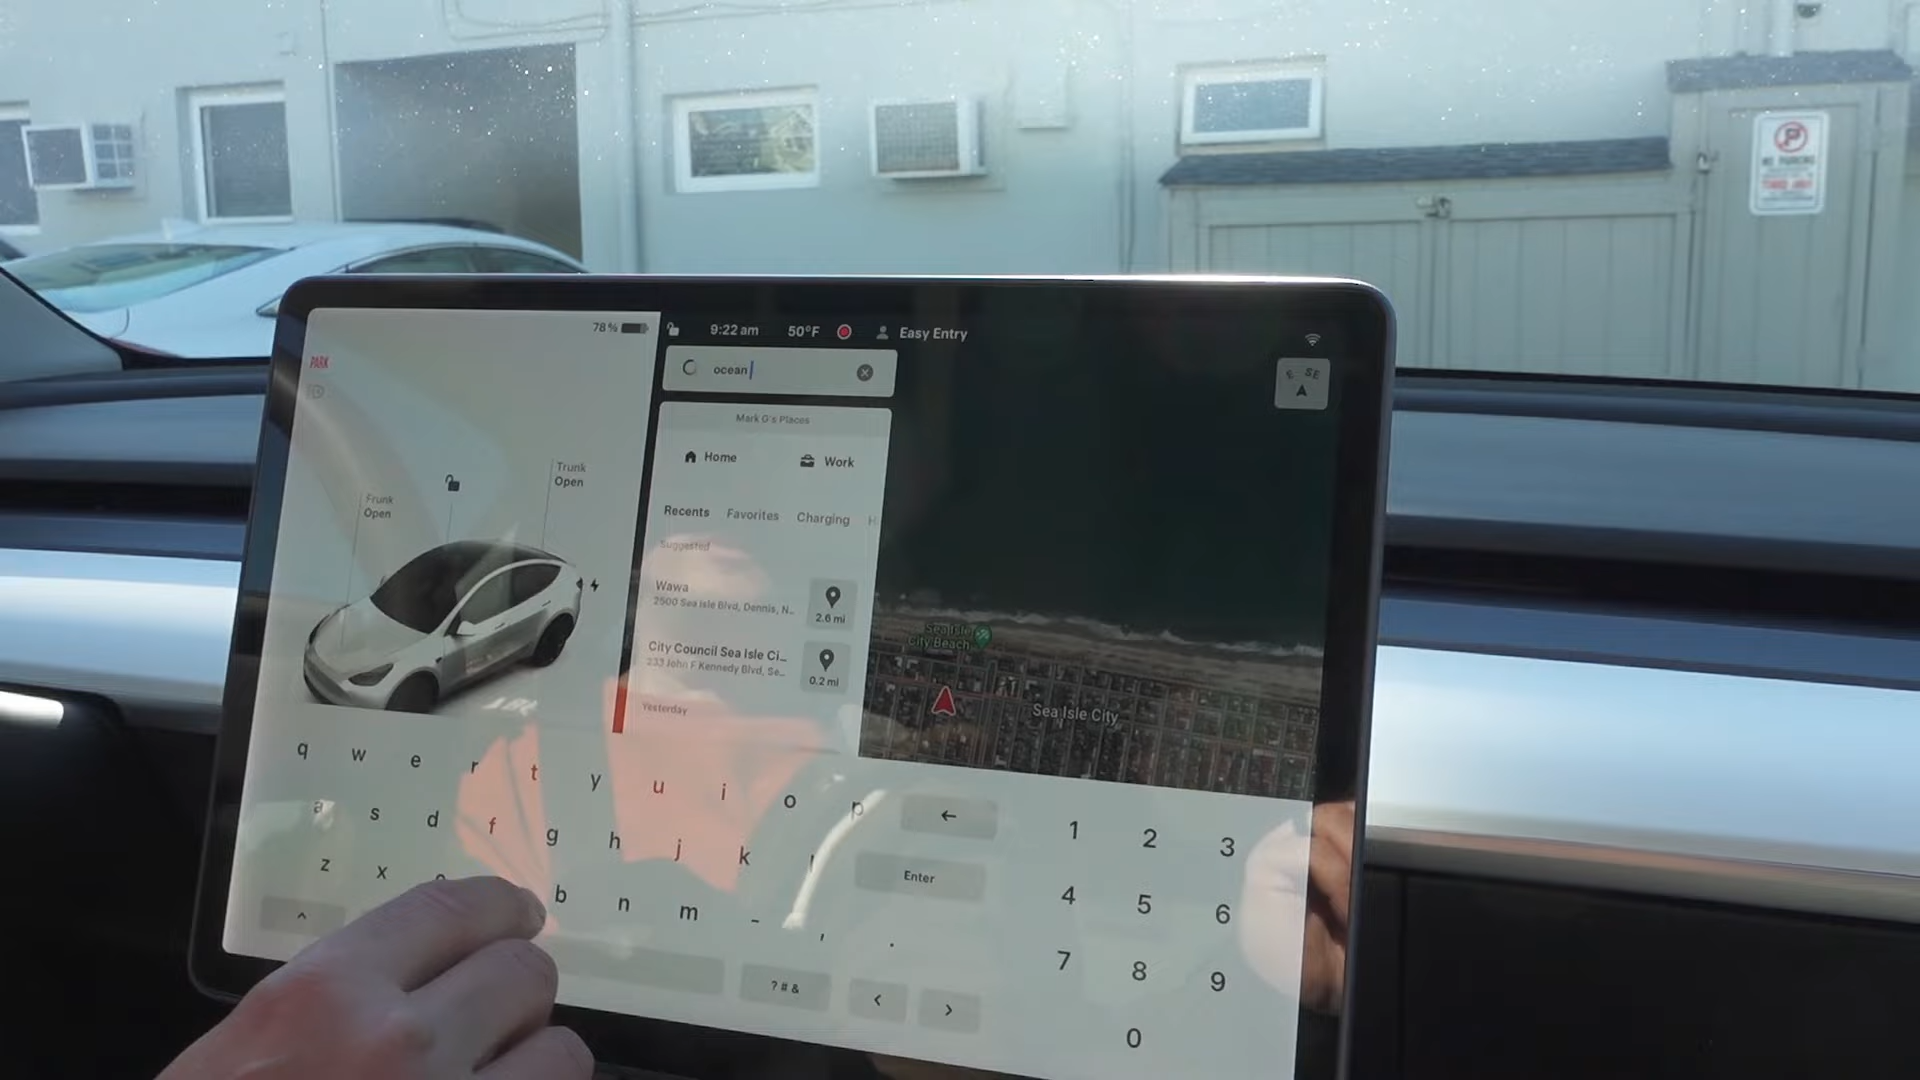 NO PARKING
78%
9:22 am
50°F
Easy Entry
PARK
ocean
E SE
Mark G's Places
Home
Work
Trunk
Open
Frunk
Open
Recents
Favorites
Charging
H
Suggested
Wawa
2500 Sea Isle Blvd, Dennis, N...
2.6 mi
City Council Sea Isle Ci...
233 John F Kennedy Blvd, Se...
0.2 mi
Yesterday
Sea Isle
City Beach
Sea Isle City
q w e r t y u i o p ←
a s d f g h j k l Enter
z x c b n m - , .
^ ?#& < >
1 2 3
4 5 6
7 8 9
0